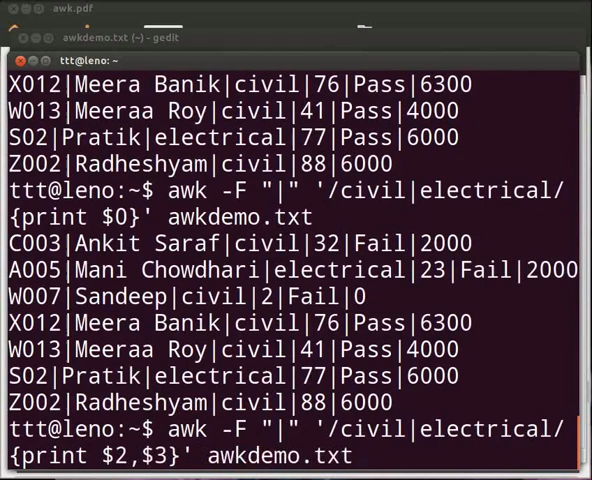 awk.pdf
awkdemo.txt (~) - gedit
ttt@leno: ~
X012|Meera Banik|civil|76|Pass|6300
W013|Meeraa Roy|civil|41|Pass|4000
S02|Pratik|electrical|77|Pass|6000
Z002|Radheshyam|civil|88|6000
ttt@leno:~$ awk -F "|" '/civil|electrical/
{print $0}' awkdemo.txt
C003|Ankit Saraf|civil|32|Fail|2000
A005|Mani Chowdhari|electrical|23|Fail|2000
W007|Sandeep|civil|2|Fail|0
X012|Meera Banik|civil|76|Pass|6300
W013|Meeraa Roy|civil|41|Pass|4000
S02|Pratik|electrical|77|Pass|6000
Z002|Radheshyam|civil|88|6000
ttt@leno:~$ awk -F "|" '/civil|electrical/
{print $2,$3}' awkdemo.txt